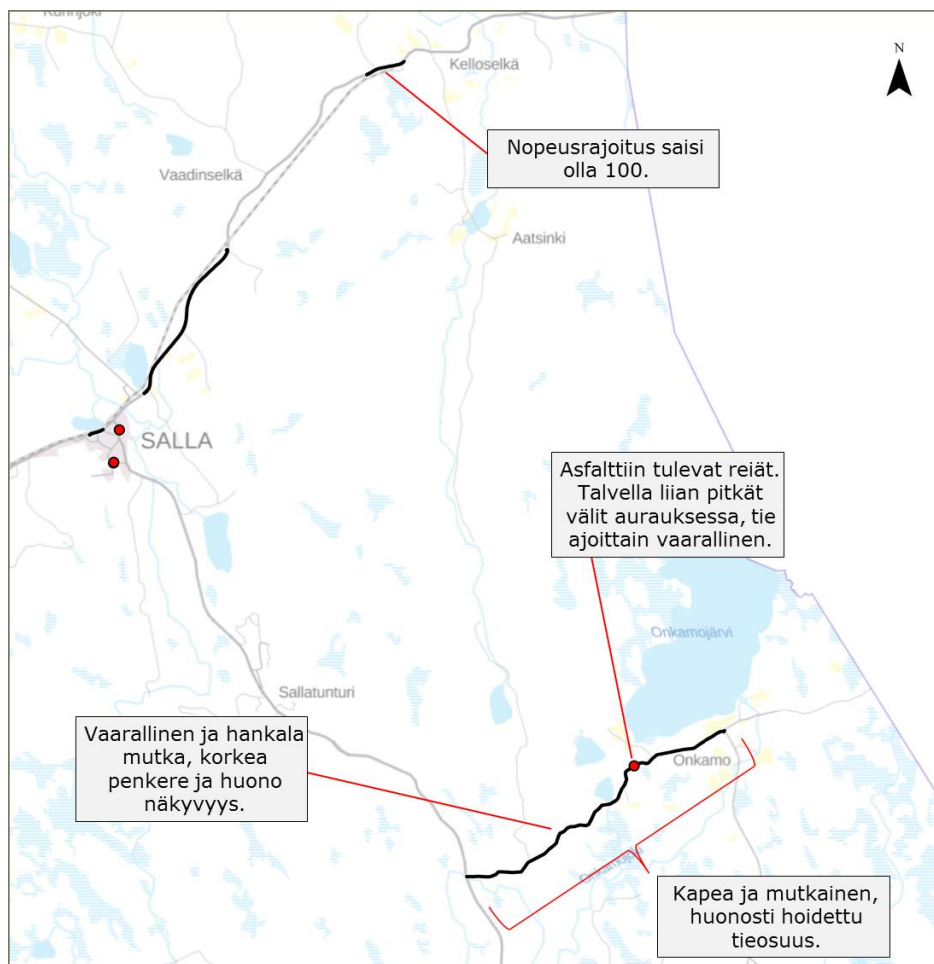 Kurinjoki
N
Kelloselkä
Nopeusrajoitus saisi
olla 100.
Vaadinselkä
Aatsinki
SALLA
Asfalttiin tulevat reiät.
Talvella liian pitkät
välit aurauksessa, tie
ajoittain vaarallinen.
Onkamojärvi
Sallatunturi
Vaarallinen ja hankala
mutka, korkea
penkere ja huono
näkyvyys.
Onkamo
Kapea ja mutkainen,
huonosti hoidettu
tieosuus.